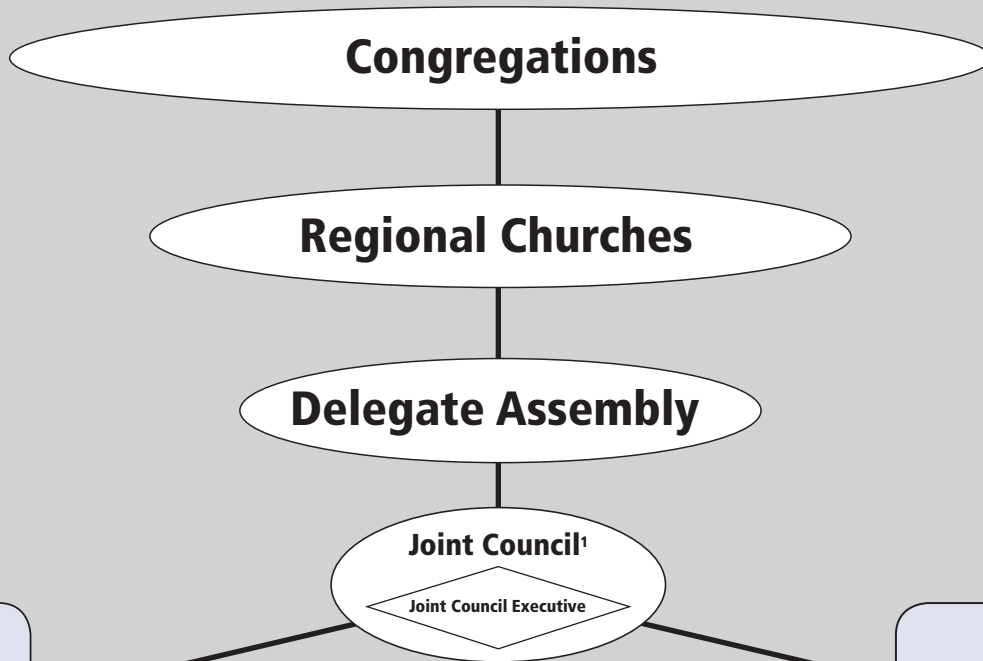 Congregations
Regional Churches
Delegate Assembly
Joint Council¹
Joint Council Executive